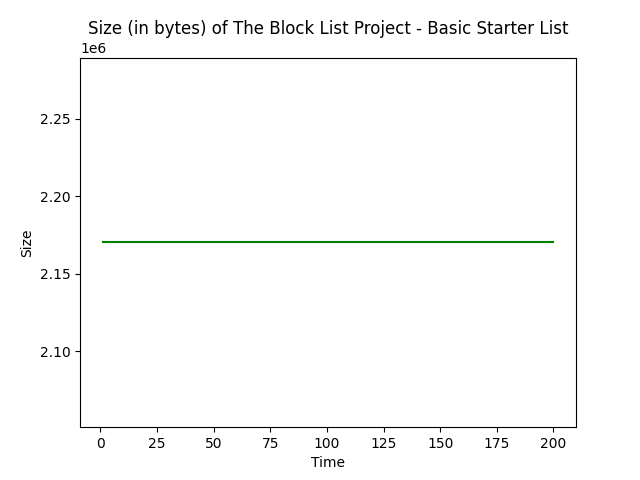 Size (in bytes) of The Block List Project - Basic Starter List
1e6
2.25
2.20
2.15
2.10
Size
0 25 50 75 100 125 150 175 200
Time